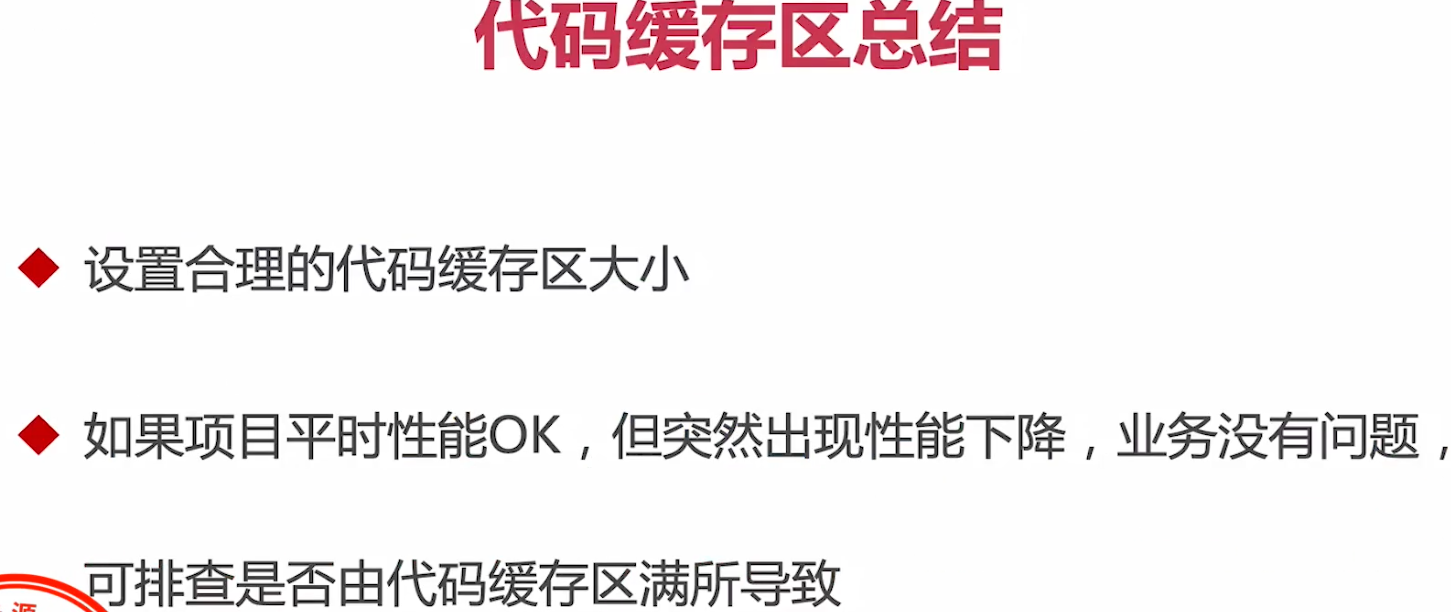 代码缓存区总结
设置合理的代码缓存区大小
如果项目平时性能OK，但突然出现性能下降，业务没有问题，
可排查是否由代码缓存区满所导致
源